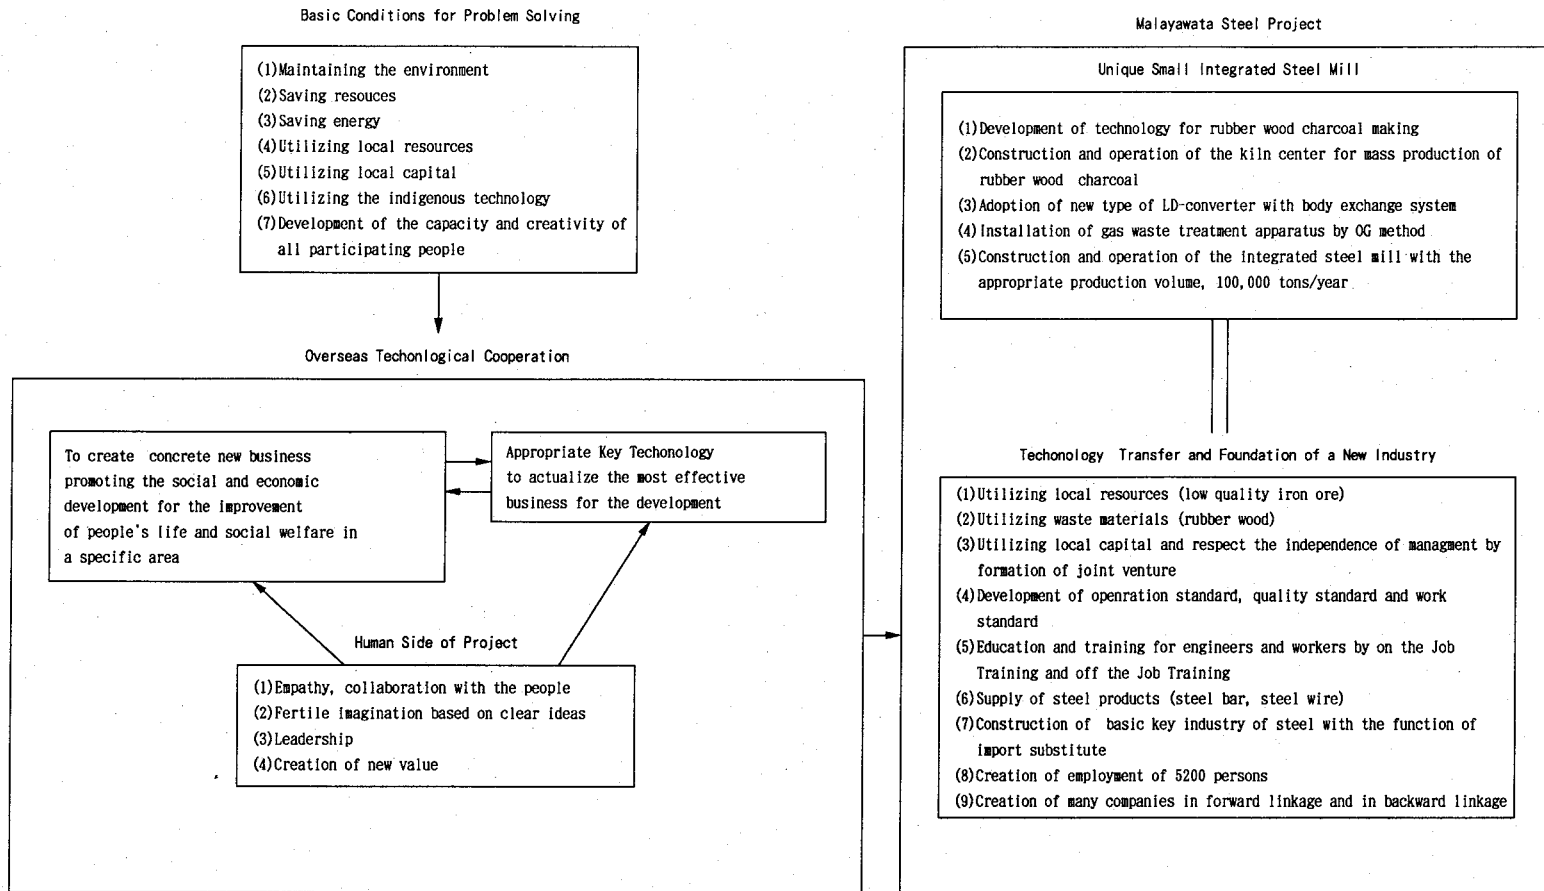 Basic Conditions for Problem Solving
(1)Maintaining the environment
(2)Saving resouces
(3)Saving energy
(4)Utilizing local resources
(5)Utilizing local capital
(6)Utilizing the indigenous technology
(7)Development of the capacity and creativity of
all participating people
Overseas Techonlogical Cooperation
To create concrete new business
promoting the social and economic
development for the improvement
of people's life and social welfare in
a specific area
Appropriate Key Techonology
to actualize the most effective
business for the development
Human Side of Project
(1)Empathy, collaboration with the people
(2)Fertile imagination based on clear ideas
(3)Leadership
(4)Creation of new value
Malayawata Steel Project
Unique Small Integrated Steel Mill
(1)Development of technology for rubber wood charcoal making
(2)Construction and operation of the kiln center for mass production of
rubber wood charcoal
(3)Adoption of new type of LD-converter with body exchange system
(4)Installation of gas waste treatment apparatus by OG method
(5)Construction and operation of the integrated steel mill with the
appropriate production volume, 100,000 tons/year
Techonology Transfer and Foundation of a New Industry
(1)Utilizing local resources (low quality iron ore)
(2)Utilizing waste materials (rubber wood)
(3)Utilizing local capital and respect the independence of managment by
formation of joint venture
(4)Development of openration standard, quality standard and work
standard
(5)Education and training for engineers and workers by on the Job
Training and off the Job Training
(6)Supply of steel products (steel bar, steel wire)
(7)Construction of basic key industry of steel with the function of
import substitute
(8)Creation of employment of 5200 persons
(9)Creation of many companies in forward linkage and in backward linkage